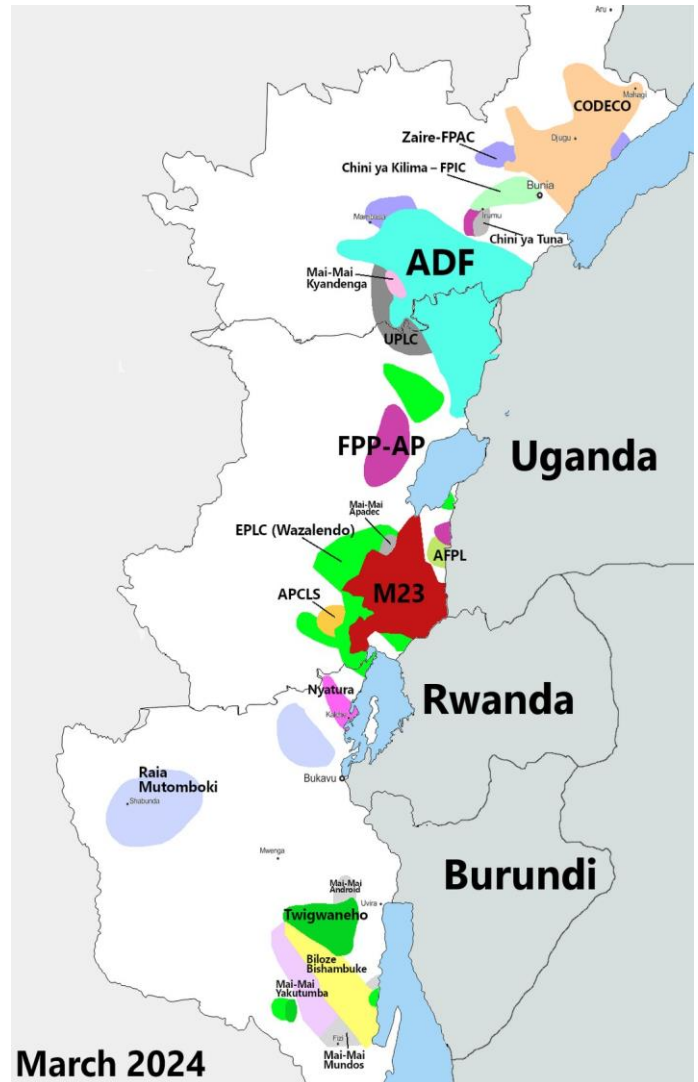 Aru
CODECO
Mahagi
Zaire-FPAC
Djugu
Chini ya Kilima – FPIC
Bunia
Irumu
Mambasa
Chini ya Tuna
ADF
Mai-Mai
Kyandenga
UPLC
FPP-AP
Uganda
Mai-Mai
Apadec
EPLC (Wazalendo)
AFPL
M23
APCLS
Nyatura
Rwanda
Kalehe
Raia
Mutomboki
Shabunda
Bukavu
Mwenga
Burundi
Mai-Mai
Android
Uvira
Twigwaneho
Biloze
Bishambuke
Mai-Mai
Yakutumba
Fizi
Mai-Mai
Mundos
March 2024